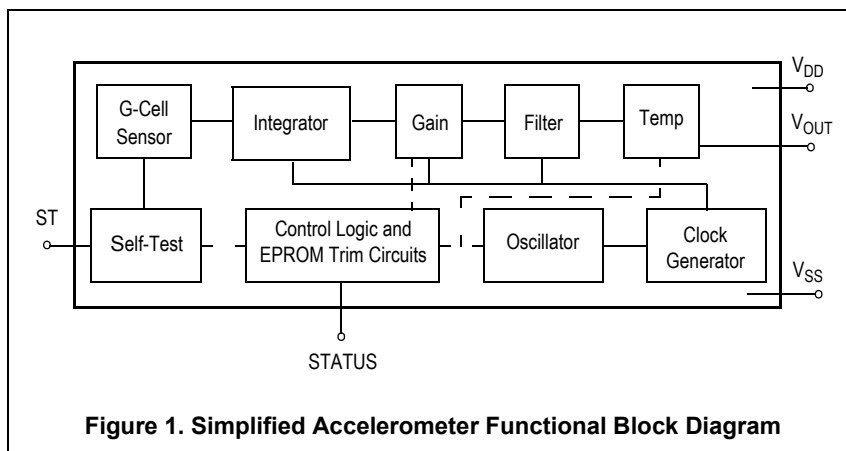 G-Cell
Sensor
Integrator
Gain
Filter
Temp
VDD
VOUT
ST
Self-Test
Control Logic and
EPROM Trim Circuits
Oscillator
Clock
Generator
VSS
STATUS
Figure 1. Simplified Accelerometer Functional Block Diagram